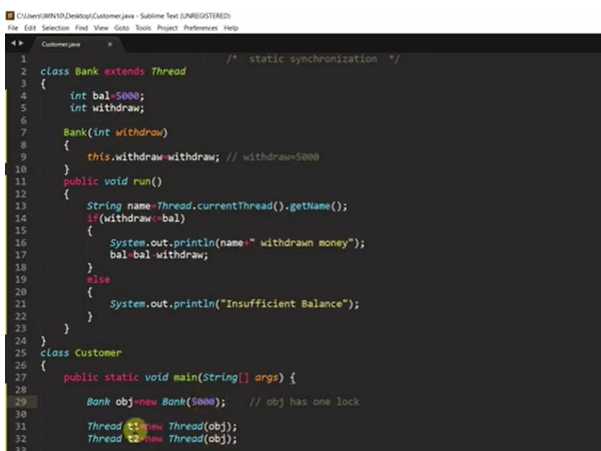 C:\Users\WIN10\Desktop\Customer.java - Sublime Text (UNREGISTERED)
File Edit Selection Find View Goto Tools Project Preferences Help
Customer.java ×
1 /* static synchronization */
2 class Bank extends Thread
3 {
4 int bal=5000;
5 int withdraw;
6
7 Bank(int withdraw)
8 {
9 this.withdraw=withdraw; // withdraw=5000
10 }
11 public void run()
12 {
13 String name=Thread.currentThread().getName();
14 if(withdraw<=bal)
15 {
16 System.out.println(name+" withdrawn money");
17 bal=bal-withdraw;
18 }
19 else
20 {
21 System.out.println("Insufficient Balance");
22 }
23 }
24 }
25 class Customer
26 {
27 public static void main(String[] args) {
28
29 Bank obj=new Bank(5000); // obj has one lock
30
31 Thread t1=new Thread(obj);
32 Thread t2=new Thread(obj);
33